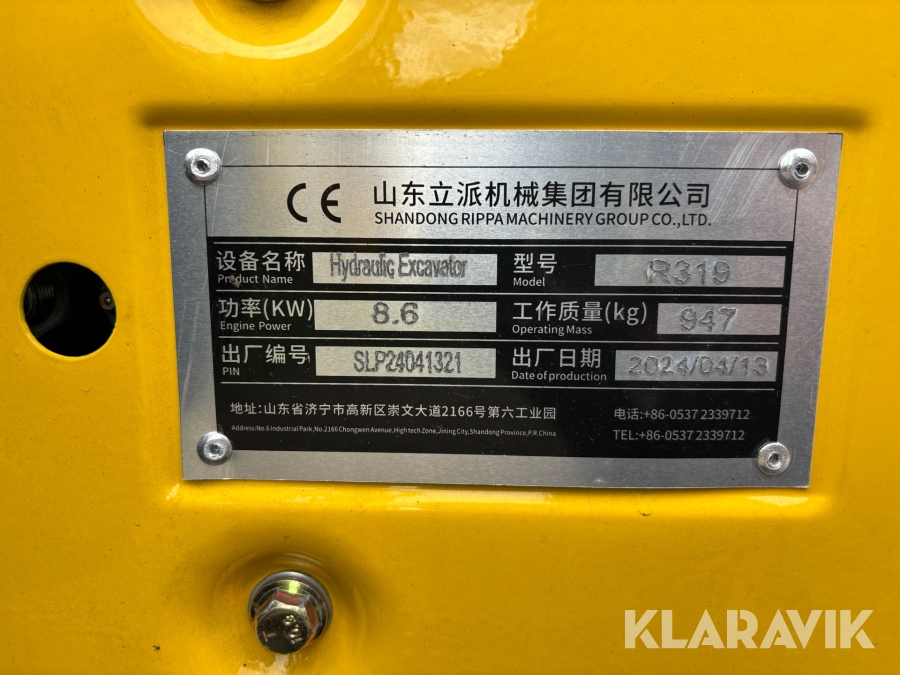 CE 山东立派机械集团有限公司
SHANDONG RIPPA MACHINERY GROUP CO.,LTD.
设备名称 Hydraulic Excavator 型号 R319
Product Name Model
功率(KW) 8.6 工作质量(kg) 947
Engine Power Operating Mass
出厂编号 SLP24041321 出厂日期 2024/04/13
PIN Date of production
地址:山东省济宁市高新区崇文大道2166号第六工业园 电话:+86-0537 2339712
Address:No.6 Industrial Park,No.2166 Chongwen Avenue,High tech Zone,Jining City,Shandong Province,P.R.China TEL:+86-0537 2339712
KLARAVIK